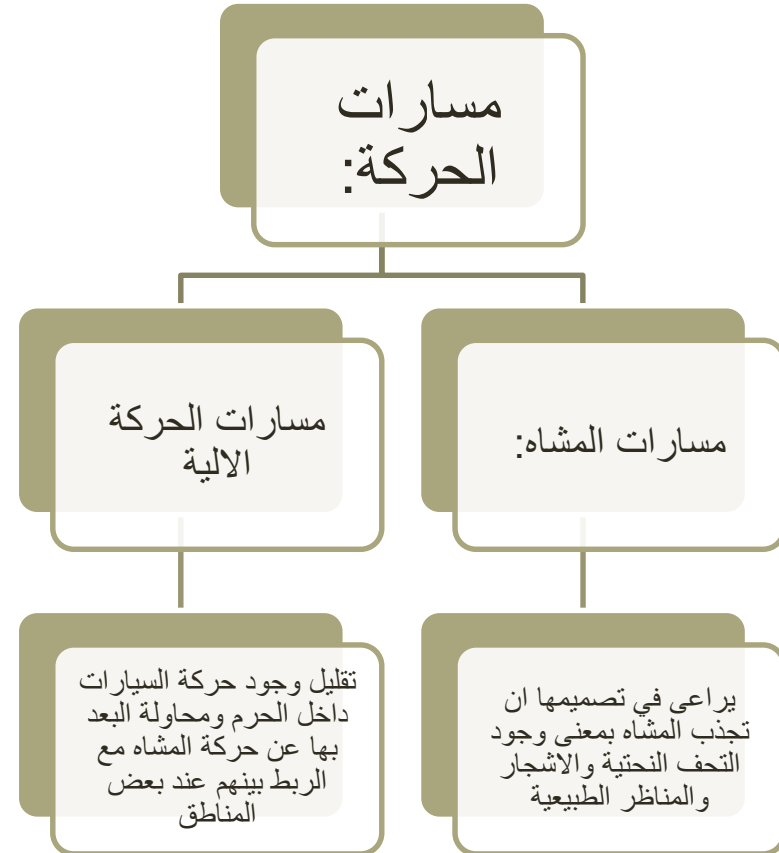 مسارات
الحركة:
مسارات المشاه:
مسارات الحركة
الالية
يراعى في تصميمها ان
تجذب المشاه بمعنى وجود
التحف النحتية والاشجار
والمناظر الطبيعية
تقليل وجود حركة السيارات
داخل الحرم ومحاولة البعد
بها عن حركة المشاه مع
الربط بينهم عند بعض
المناطق